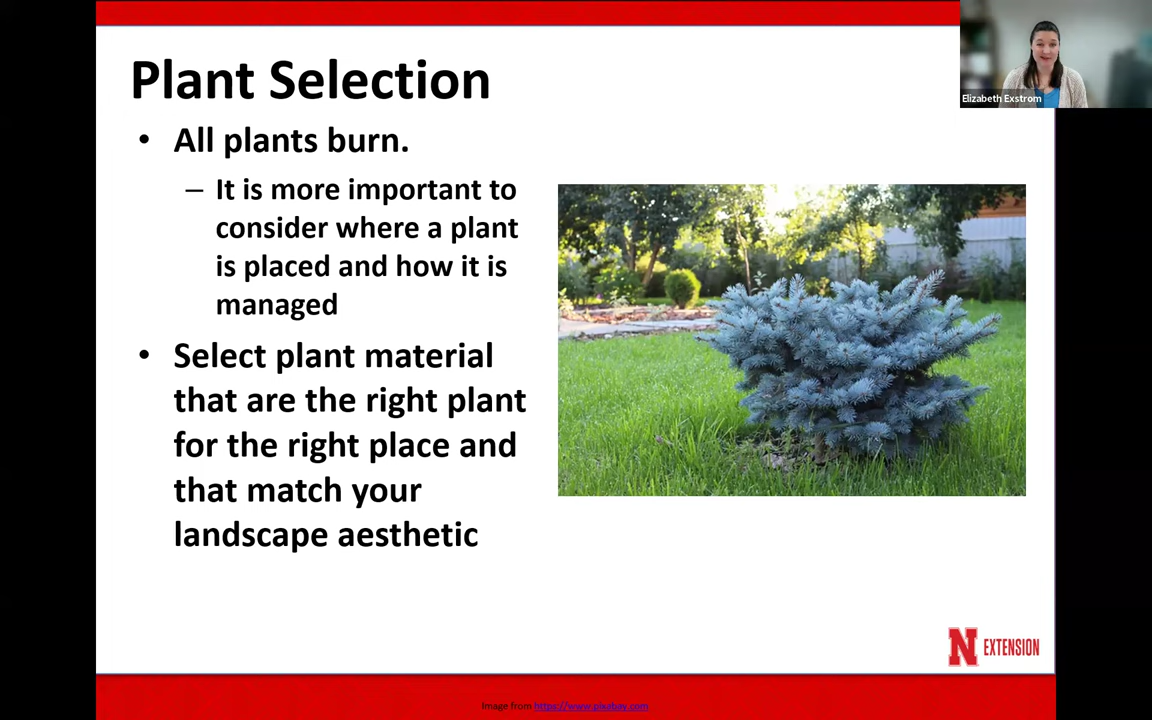 Plant Selection
Elizabeth Exstrom
• All plants burn.
– It is more important to
consider where a plant
is placed and how it is
managed
• Select plant material
that are the right plant
for the right place and
that match your
landscape aesthetic
N EXTENSION
Image from https://www.pixabay.com